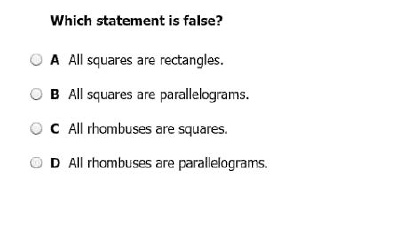 Which statement is false?
A All squares are rectangles.
B All squares are parallelograms.
C All rhombuses are squares.
D All rhombuses are parallelograms.